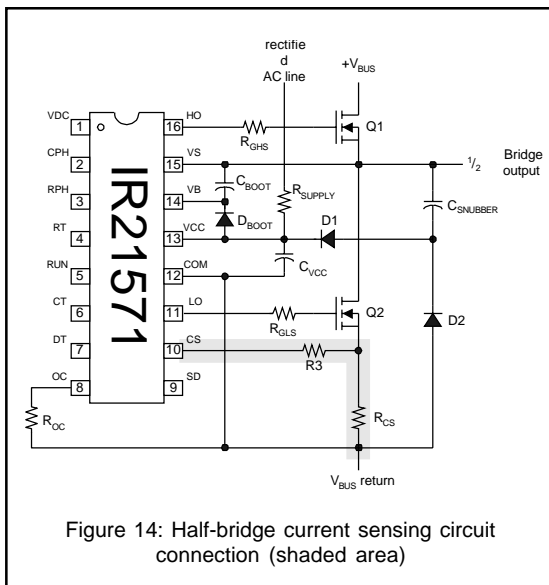 rectifie
d
AC line
+VBUS
VDC
1
HO
16
RGHS
Q1
CPH
2
VS
15
1/2
Bridge
output
CBOOT
RSUPPLY
CSNUBBER
RPH
3
VB
14
DBOOT
D1
RT
4
VCC
13
RUN
5
COM
12
CVCC
CT
6
LO
11
RGLS
Q2
D2
DT
7
CS
10
R3
OC
8
SD
9
ROC
RCS
IR21571
VBUS return
Figure 14: Half-bridge current sensing circuit
connection (shaded area)